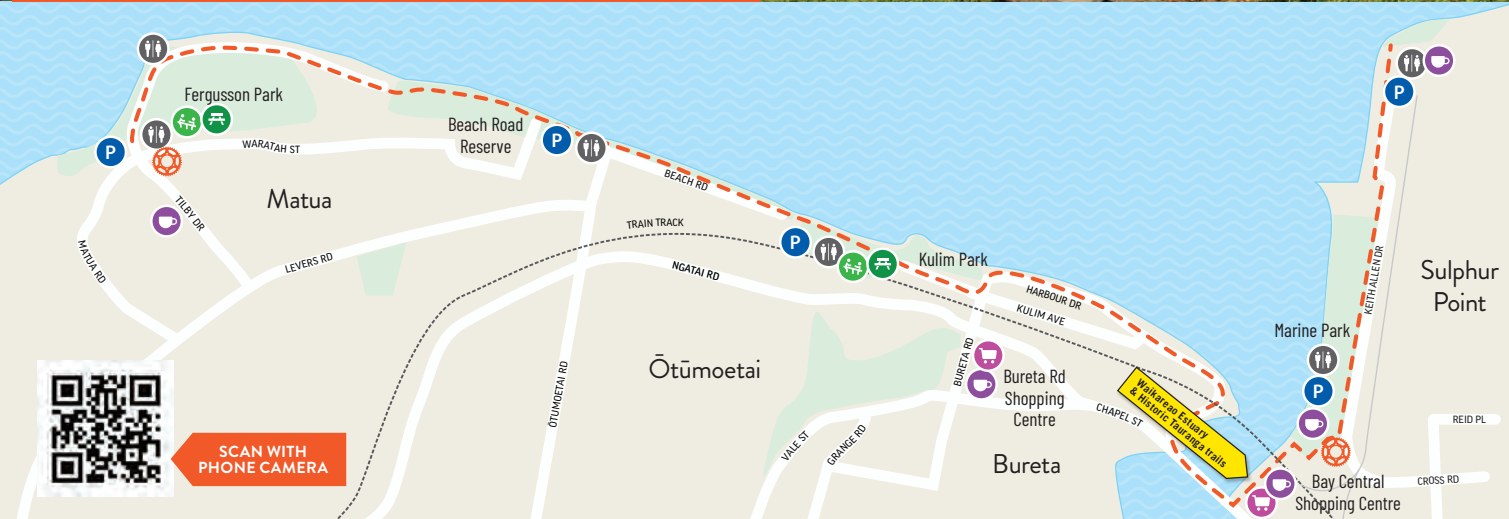 Fergusson Park
P
WARATAH ST
Beach Road
Reserve
P
BEACH RD
Matua
TILBY DR
MATUA RD
LEVERS RD
TRAIN TRACK
NGATAI RD
P
Kulim Park
HARBOUR DR
KULIM AVE
P
KEITH ALLEN DR
Sulphur
Point
Marine Park
P
Ōtūmoetai
ŌTUMOETAI RD
BURETA RD
Bureta Rd
Shopping
Centre
CHAPEL ST
Waikareao Estuary
& Historic Tauranga trails
VALE ST
GRANGE RD
Bureta
REID PL
CROSS RD
Bay Central
Shopping Centre
SCAN WITH
PHONE CAMERA